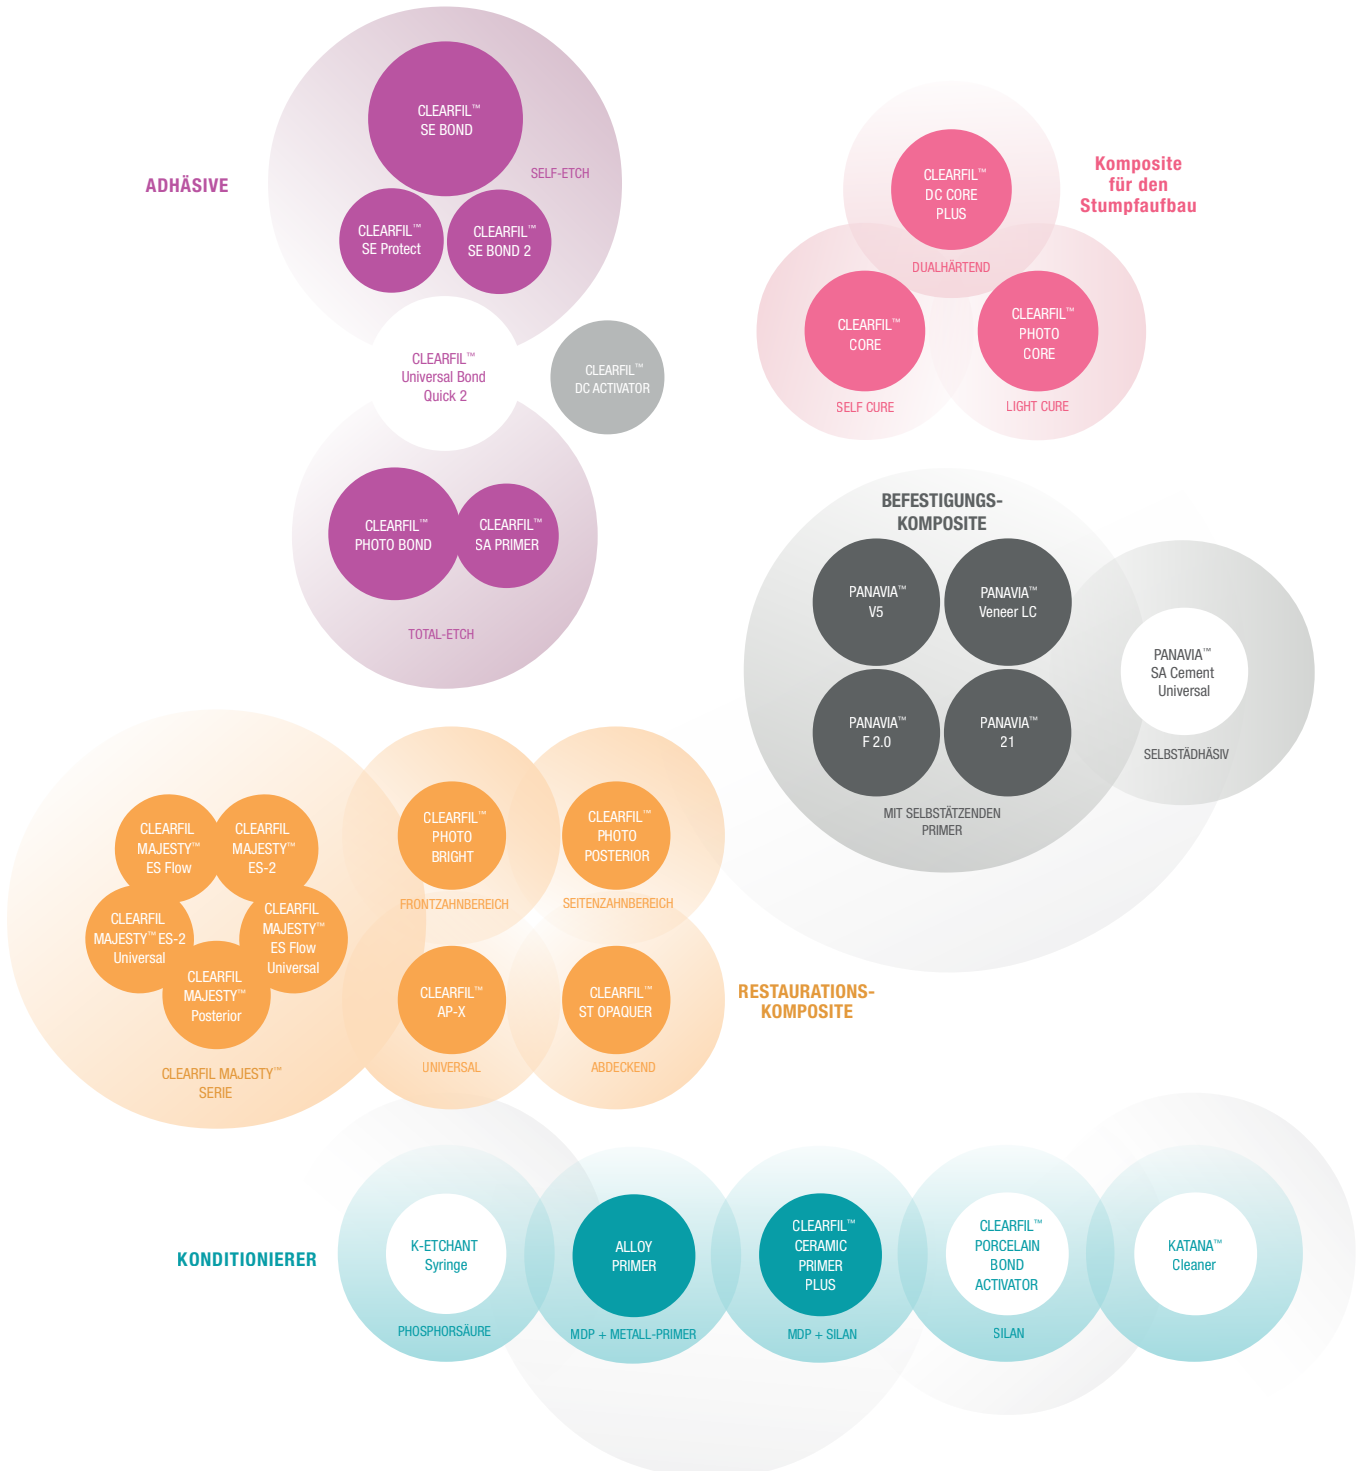 ADHÄSIVE
CLEARFIL™
SE BOND
SELF-ETCH
CLEARFIL™
SE Protect
CLEARFIL™
SE BOND 2
CLEARFIL™
Universal Bond
Quick 2
CLEARFIL™
DC ACTIVATOR
CLEARFIL™
PHOTO BOND
CLEARFIL™
SA PRIMER
TOTAL-ETCH
Komposite
für den
Stumpfaufbau
CLEARFIL™
DC CORE
PLUS
DUALHÄRTEND
CLEARFIL™
CORE
SELF CURE
CLEARFIL™
PHOTO
CORE
LIGHT CURE
BEFESTIGUNGS-
KOMPOSITE
PANAVIA™
V5
PANAVIA™
Veneer LC
PANAVIA™
F 2.0
PANAVIA™
21
MIT SELBSTÄTZENDEN
PRIMER
PANAVIA™
SA Cement
Universal
SELBSTÄDHÄSIV
CLEARFIL
MAJESTY™
ES Flow
CLEARFIL
MAJESTY™
ES-2
CLEARFIL
MAJESTY™ ES-2
Universal
CLEARFIL
MAJESTY™
ES Flow
Universal
CLEARFIL
MAJESTY™
Posterior
CLEARFIL MAJESTY™
SERIE
CLEARFIL™
PHOTO
BRIGHT
FRONTZAHNBEREICH
CLEARFIL™
PHOTO
POSTERIOR
SEITENZAHNBEREICH
CLEARFIL™
AP-X
UNIVERSAL
CLEARFIL™
ST OPAQUER
ABDECKEND
RESTAURATIONS-
KOMPOSITE
KONDITIONIERER
K-ETCHANT
Syringe
PHOSPHORSÄURE
ALLOY
PRIMER
MDP + METALL-PRIMER
CLEARFIL™
CERAMIC
PRIMER
PLUS
MDP + SILAN
CLEARFIL™
PORCELAIN
BOND
ACTIVATOR
SILAN
KATANA™
Cleaner